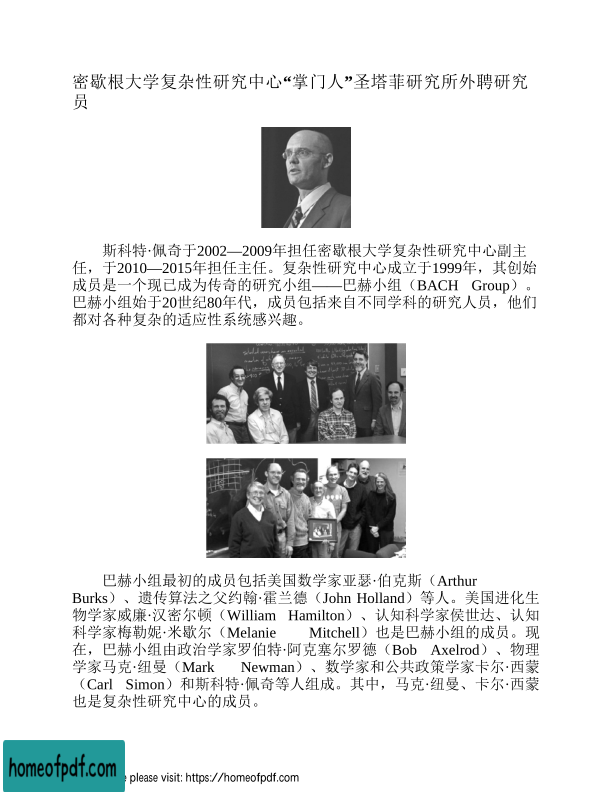 密歇根大学复杂性研究中心“掌门人”圣塔菲研究所外聘研究
员
斯科特·佩奇于2002—2009年担任密歇根大学复杂性研究中心副主
任，于2010—2015年担任主任。复杂性研究中心成立于1999年，其创始
成员是一个现已成为传奇的研究小组——巴赫小组（BACH Group）。
巴赫小组始于20世纪80年代，成员包括来自不同学科的研究人员，他们
都对各种复杂的适应性系统感兴趣。
巴赫小组最初的成员包括美国数学家亚瑟·伯克斯（Arthur
Burks）、遗传算法之父约翰·霍兰德（John Holland）等人。美国进化生
物学家威廉·汉密尔顿（William Hamilton）、认知科学家侯世达、认知
科学家梅勒妮·米歇尔（Melanie Mitchell）也是巴赫小组的成员。现
在，巴赫小组由政治学家罗伯特·阿克塞尔罗德（Bob Axelrod）、物理
学家马克·纽曼（Mark Newman）、数学家和公共政策学家卡尔·西蒙
（Carl Simon）和斯科特·佩奇等人组成。其中，马克·纽曼、卡尔·西蒙
也是复杂性研究中心的成员。
homeofpdf.com
e please visit: https://homeofpdf.com